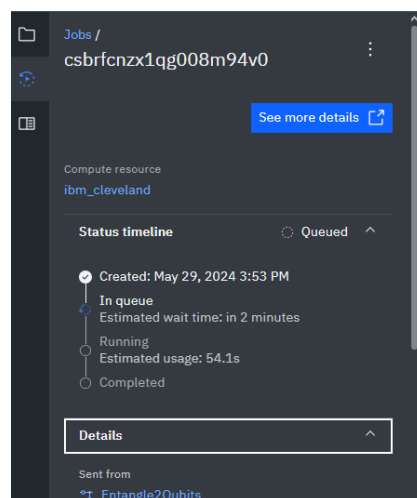 Jobs /
csbrfcnzx1qg008m94v0
See more details
Compute resource
ibm_cleveland
Status timeline
Queued
Created: May 29, 2024 3:53 PM
In queue
Estimated wait time: in 2 minutes
Running
Estimated usage: 54.1s
Completed
Details
Sent from
Entangle2Qubits